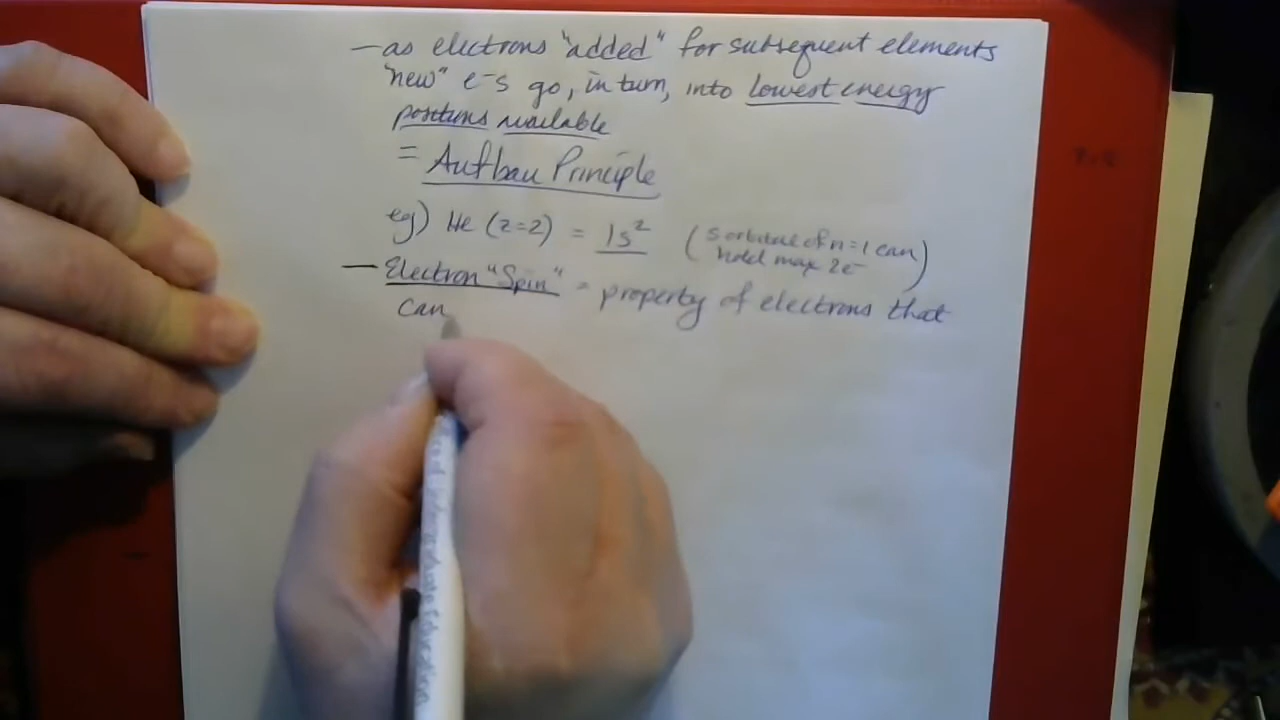 — as electrons "added" for subsequent elements
"new" e-s go, in turn, into lowest energy
positions available
= Aufbau Principle
eg) He (z=2) = 1s² (s orbital of n=1 can
hold max 2e-)
— Electron "Spin" = property of electrons that
can